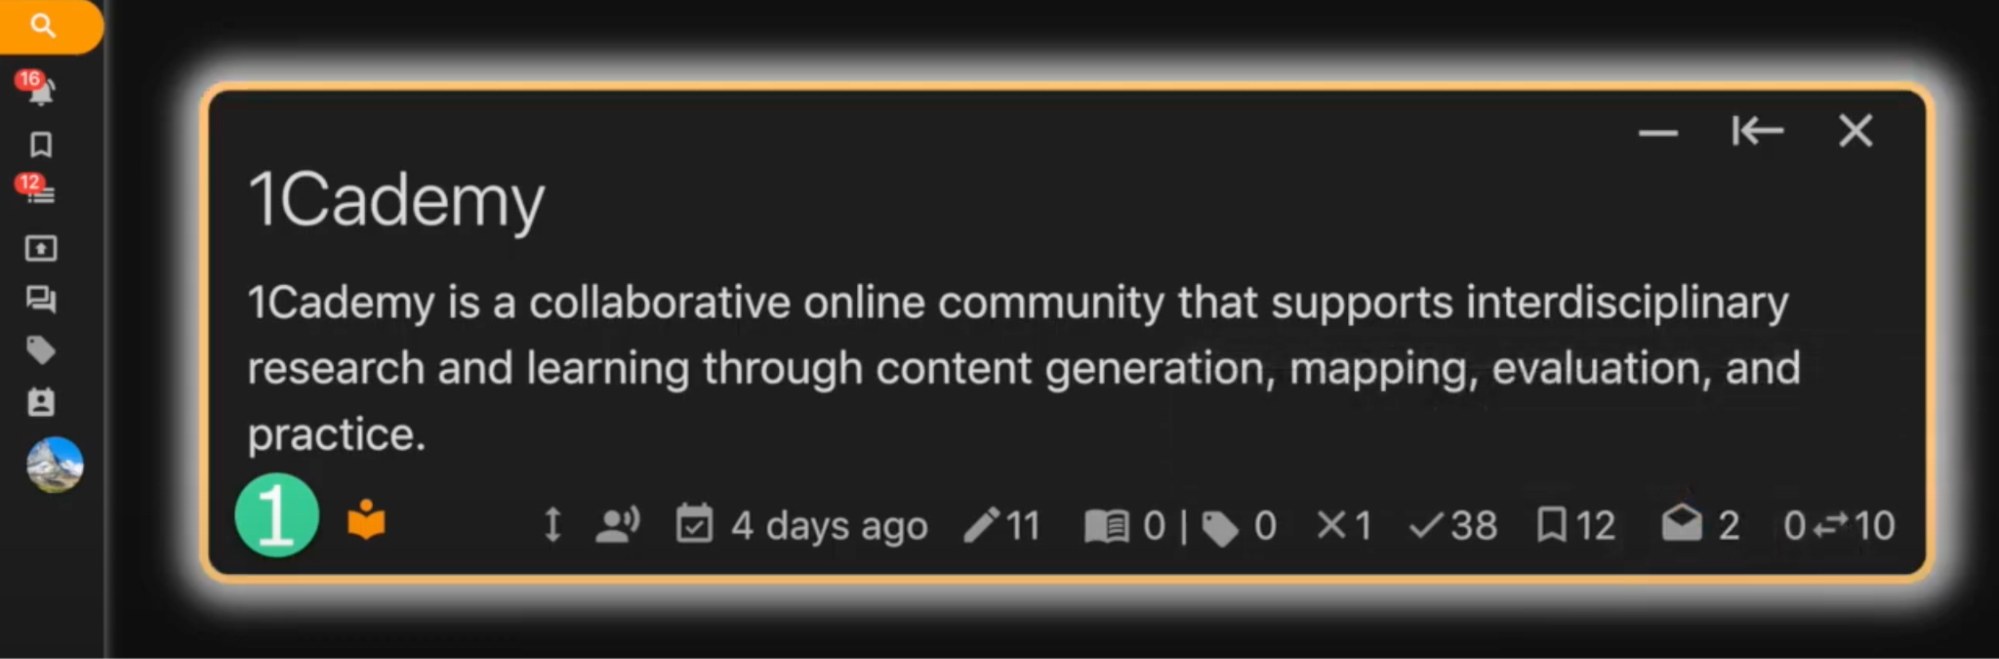 16
12
1Cademy
1Cademy is a collaborative online community that supports interdisciplinary
research and learning through content generation, mapping, evaluation, and
practice.
1 4 days ago 11 0 | 0 1 38 12 2 0 10